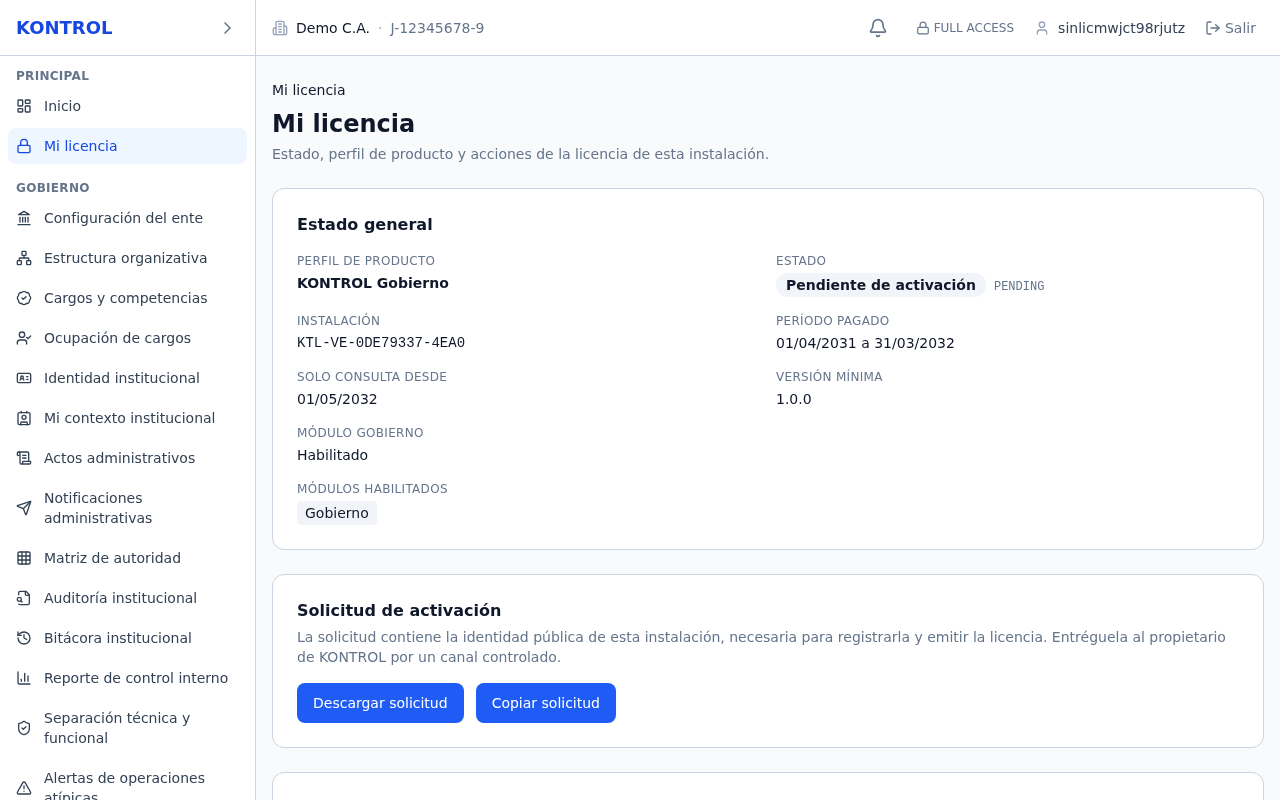 KONTROL
Demo C.A. · J-12345678-9
FULL ACCESS
sinlicmwjct98rjutz
Salir
PRINCIPAL
Inicio
Mi licencia
GOBIERNO
Configuración del ente
Estructura organizativa
Cargos y competencias
Ocupación de cargos
Identidad institucional
Mi contexto institucional
Actos administrativos
Notificaciones
administrativas
Matriz de autoridad
Auditoría institucional
Bitácora institucional
Reporte de control interno
Separación técnica y
funcional
Alertas de operaciones
atípicas
Mi licencia
Mi licencia
Estado, perfil de producto y acciones de la licencia de esta instalación.
Estado general
PERFIL DE PRODUCTO
KONTROL Gobierno
ESTADO
Pendiente de activación PENDING
INSTALACIÓN
KTL-VE-0DE79337-4EA0
PERÍODO PAGADO
01/04/2031 a 31/03/2032
SOLO CONSULTA DESDE
01/05/2032
VERSIÓN MÍNIMA
1.0.0
MÓDULO GOBIERNO
Habilitado
MÓDULOS HABILITADOS
Gobierno
Solicitud de activación
La solicitud contiene la identidad pública de esta instalación, necesaria para registrarla y emitir la licencia. Entréguela al propietario
de KONTROL por un canal controlado.
Descargar solicitud
Copiar solicitud